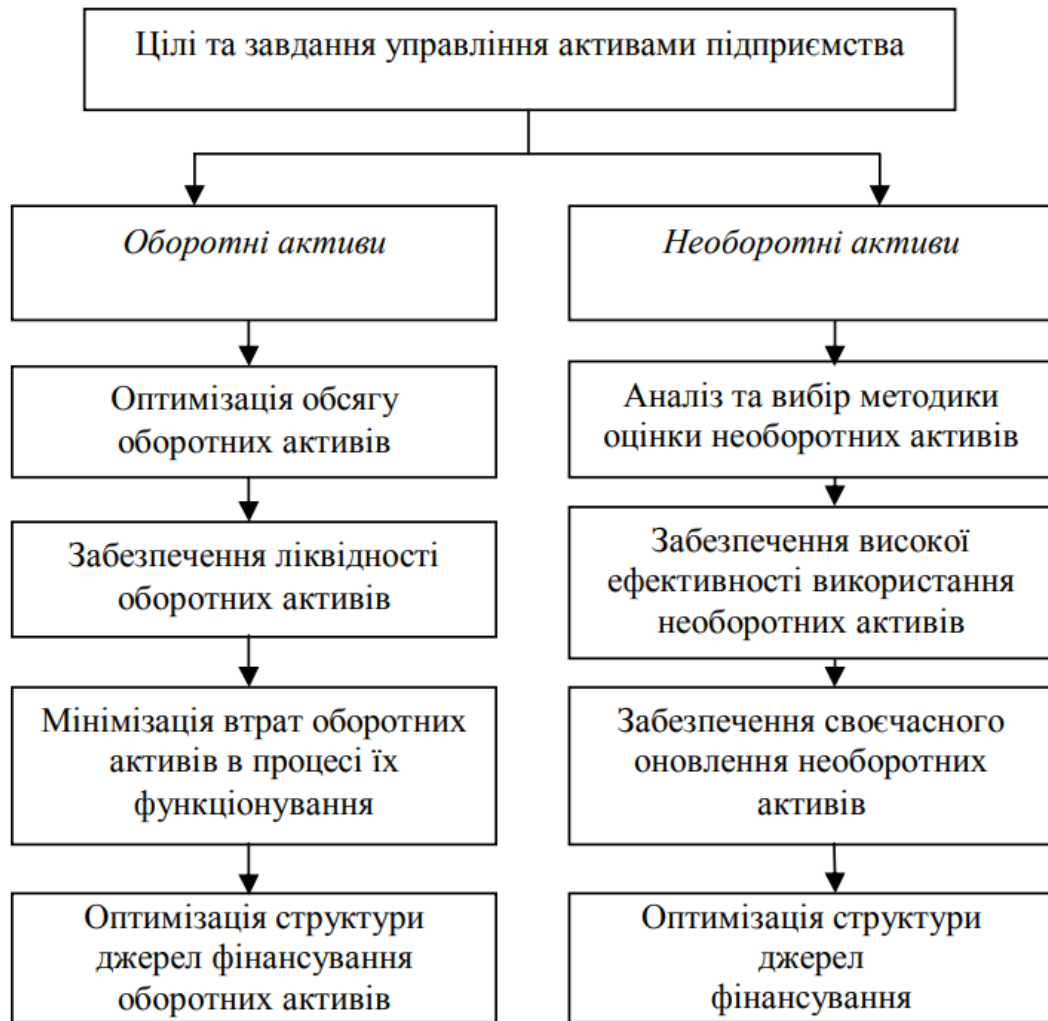 Цілі та завдання управління активами підприємства
Оборотні активи
Необоротні активи
Оптимізація обсягу
оборотних активів
Аналіз та вибір методики
оцінки необоротних активів
Забезпечення ліквідності
оборотних активів
Забезпечення високої
ефективності використання
необоротних активів
Мінімізація втрат оборотних
активів в процесі їх
функціонування
Забезпечення своєчасного
оновлення необоротних
активів
Оптимізація структури
джерел фінансування
оборотних активів
Оптимізація структури
джерел
фінансування